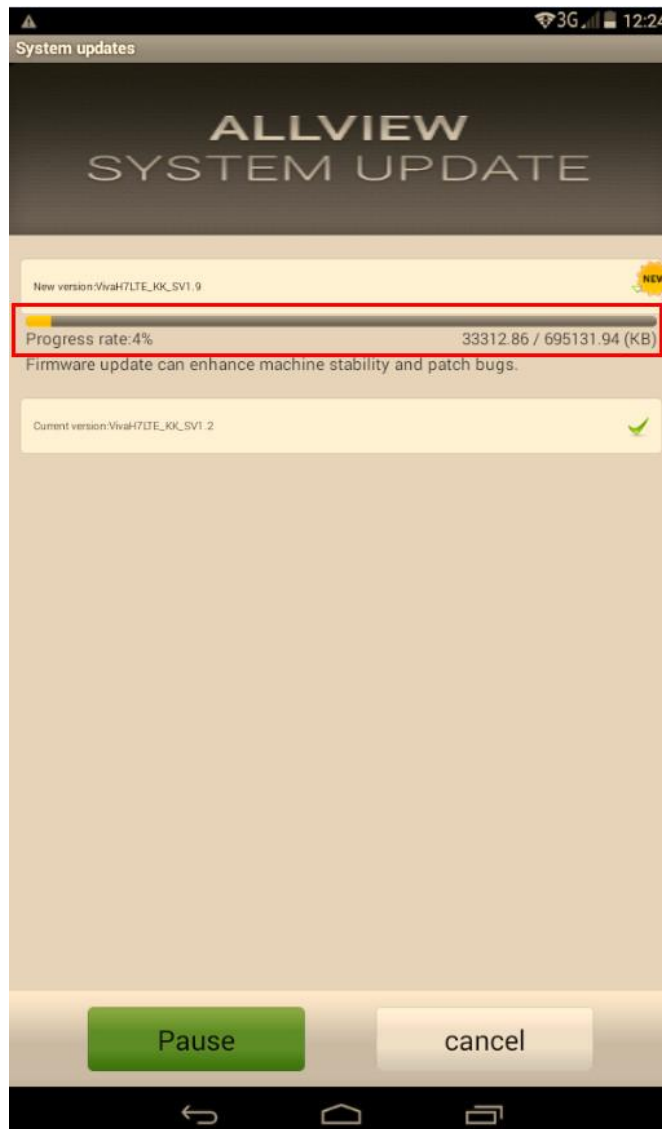 3G 12:24
System updates
ALLVIEW
SYSTEM UPDATE
New version:VivaH7LTE_KK_SV1.9
NEW
Progress rate:4% 33312.86 / 695131.94 (KB)
Firmware update can enhance machine stability and patch bugs.
Current version:VivaH7LTE_KK_SV1.2
Pause cancel